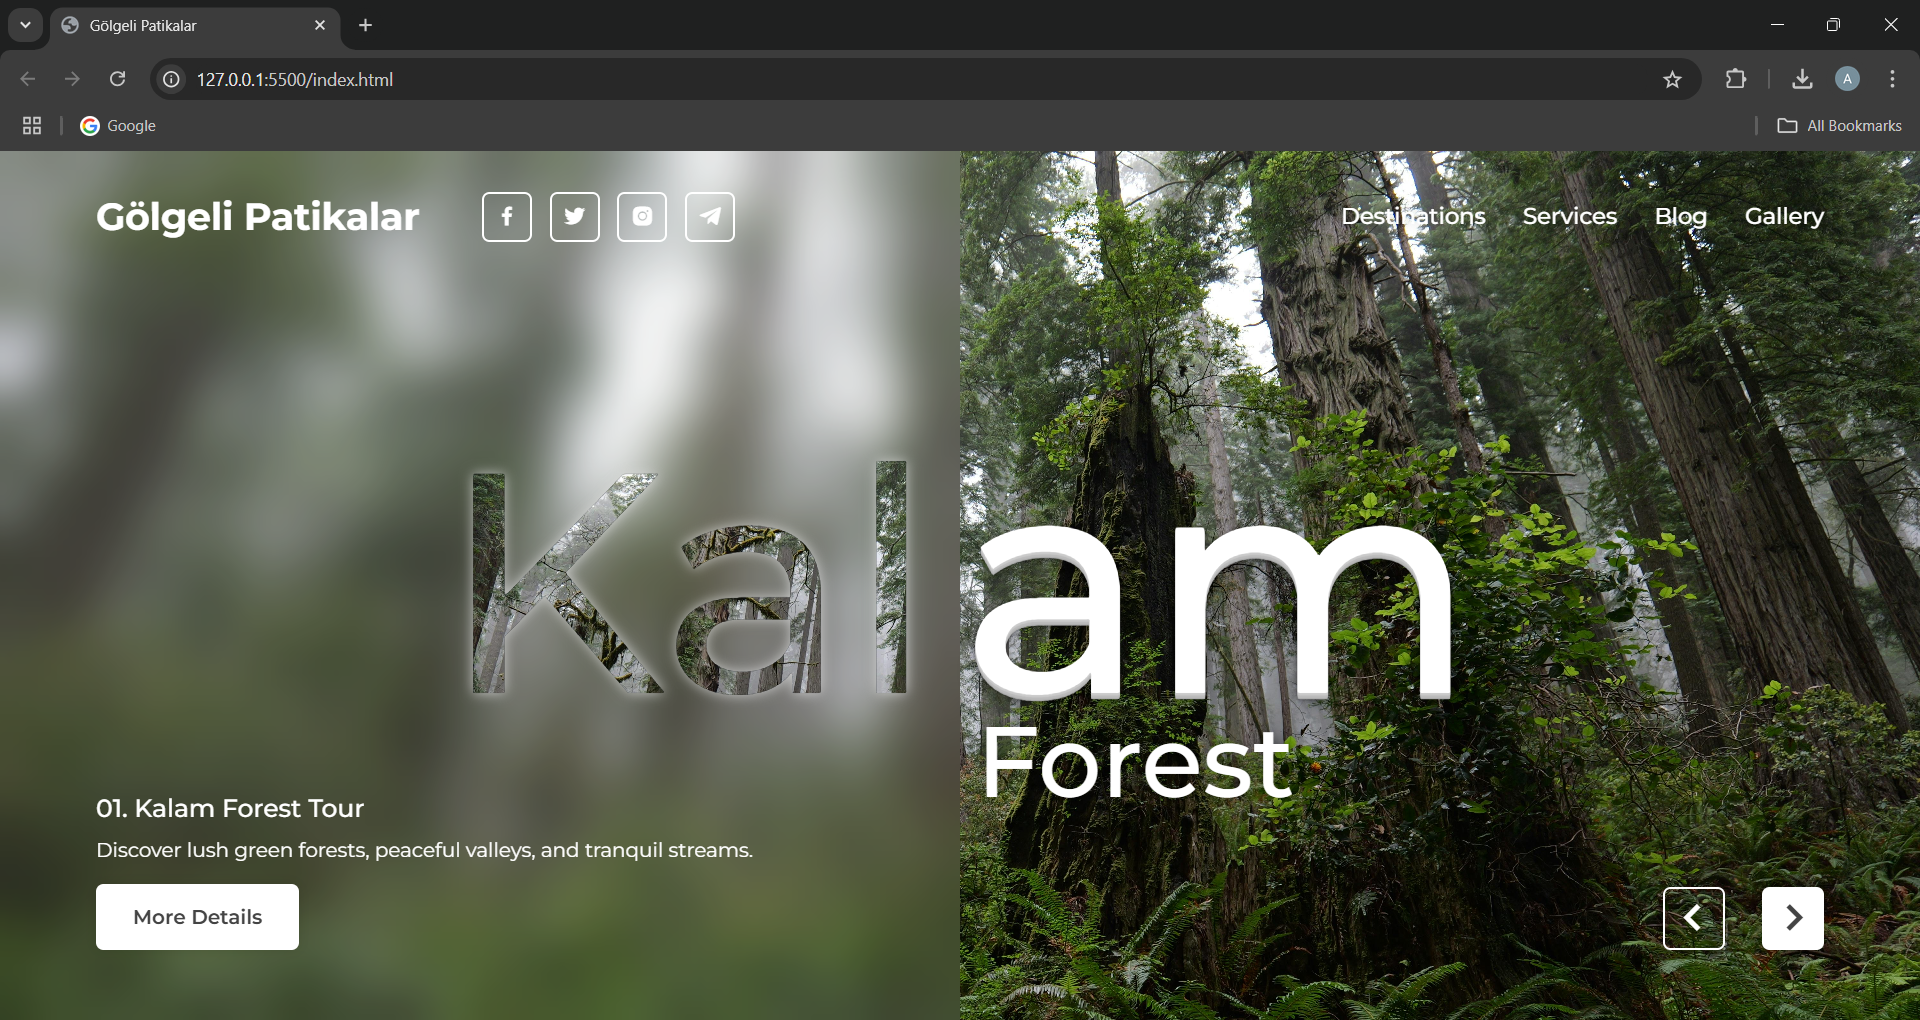 Gölgeli Patikalar
127.0.0.1:5500/index.html
A
Google
All Bookmarks
Gölgeli Patikalar
Destinations Services Blog Gallery
Kalam
Forest
01. Kalam Forest Tour
Discover lush green forests, peaceful valleys, and tranquil streams.
More Details